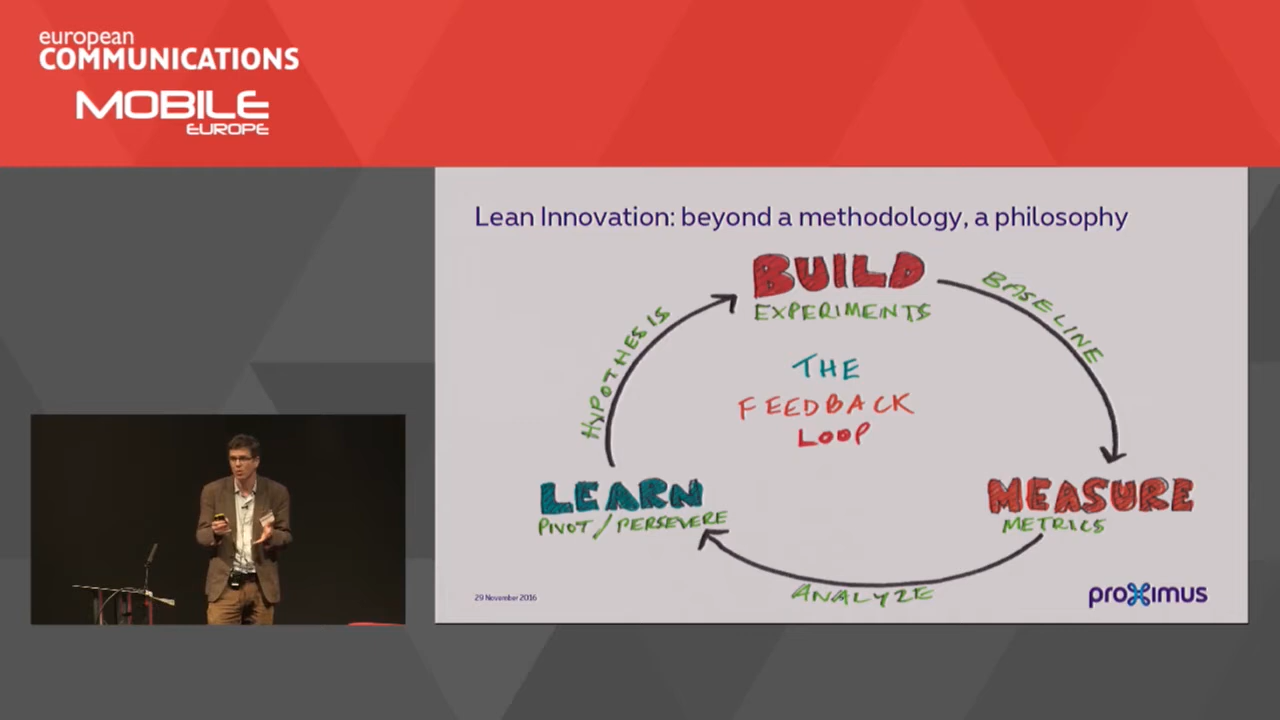 european
COMMUNICATIONS
MOBILE
EUROPE
Lean Innovation: beyond a methodology, a philosophy
BUILD
EXPERIMENTS
BASELINE
HYPOTHESIS
THE
FEEDBACK
LOOP
LEARN
PIVOT/PERSEVERE
MEASURE
METRICS
ANALYZE
29 November 2016
proximus